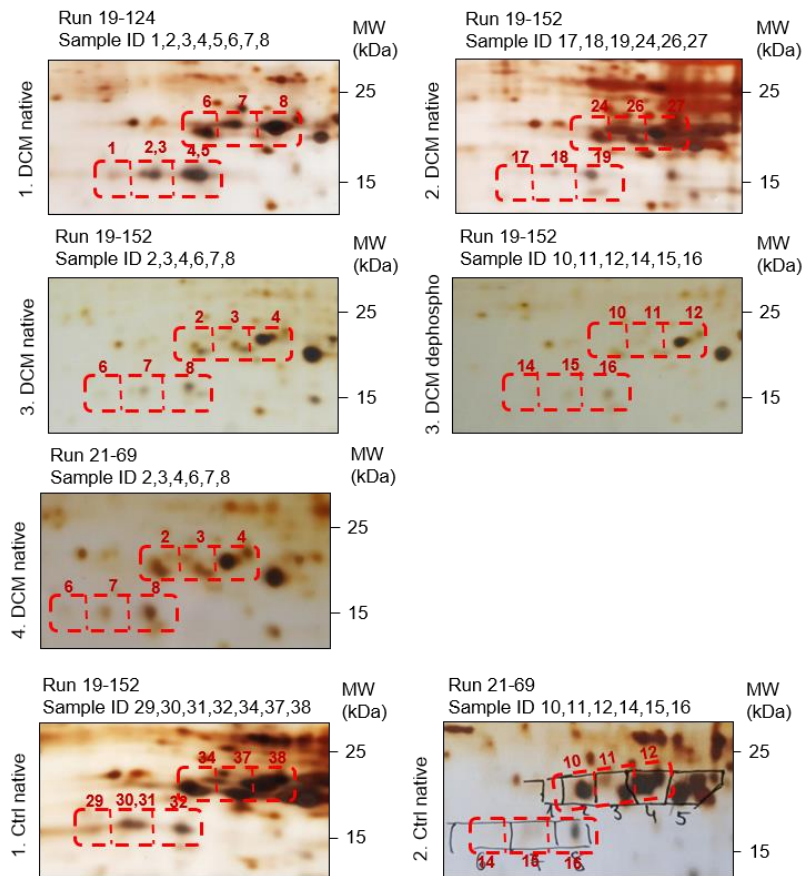 Run 19-124
Sample ID 1,2,3,4,5,6,7,8
MW
(kDa)
1. DCM native
6 7 8
1 2,3 4,5
25
15
Run 19-152
Sample ID 17,18,19,24,26,27
MW
(kDa)
2. DCM native
24 26 27
17 18 19
25
15
Run 19-152
Sample ID 2,3,4,6,7,8
MW
(kDa)
3. DCM native
2 3 4
6 7 8
25
15
Run 19-152
Sample ID 10,11,12,14,15,16
MW
(kDa)
3. DCM dephospho
10 11 12
14 15 16
25
15
Run 21-69
Sample ID 2,3,4,6,7,8
MW
(kDa)
4. DCM native
2 3 4
6 7 8
25
15
Run 19-152
Sample ID 29,30,31,32,34,37,38
MW
(kDa)
1. Ctrl native
34 37 38
29 30,31 32
25
15
Run 21-69
Sample ID 10,11,12,14,15,16
MW
(kDa)
2. Ctrl native
10 11 12
1 2 3 4 5
14 15 16
25
15